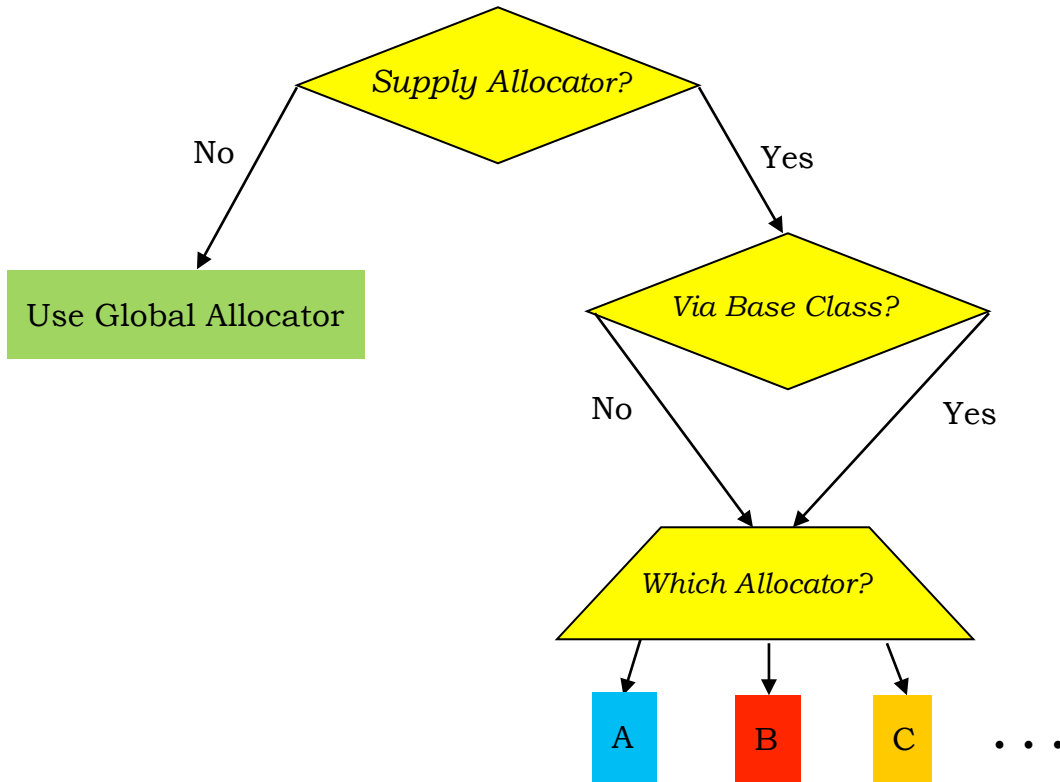 Supply Allocator?
No
Yes
Use Global Allocator
Via Base Class?
No
Yes
Which Allocator?
A
B
C
. . .